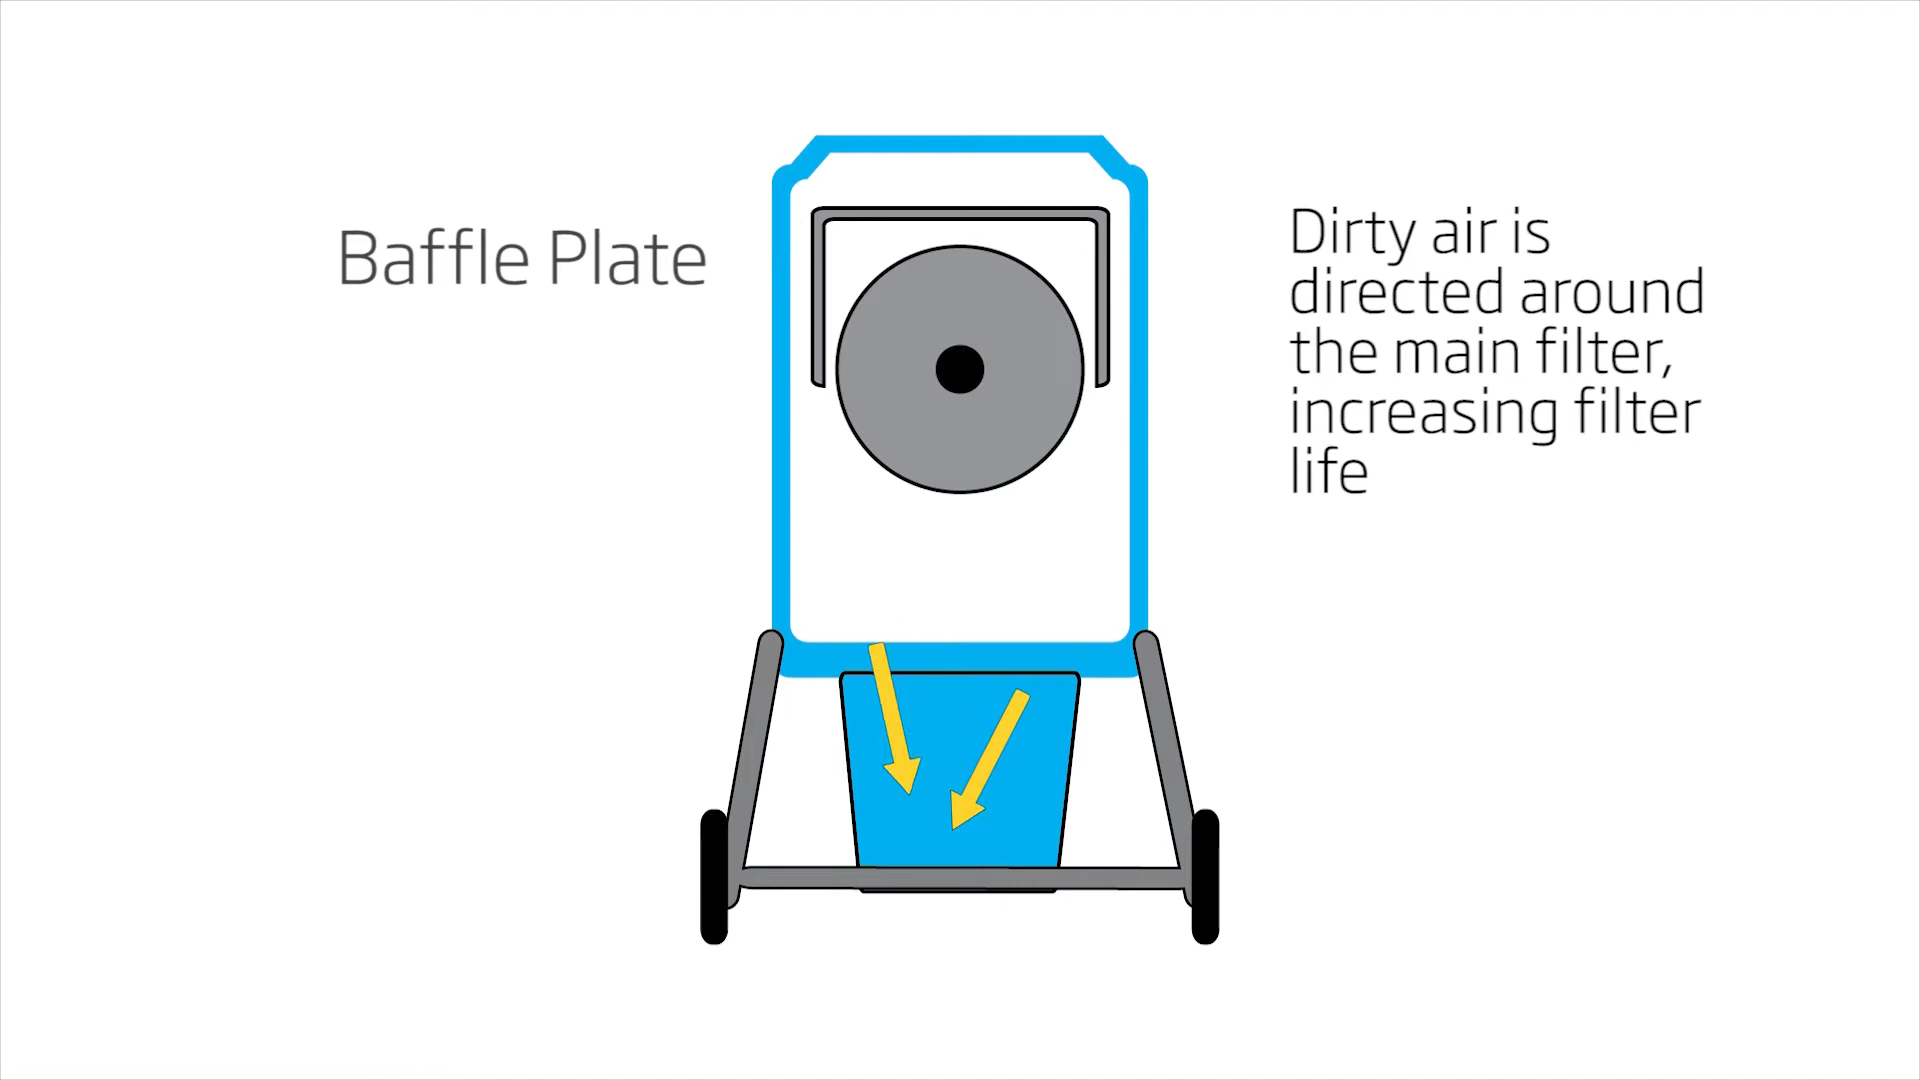 Baffle Plate
Dirty air is
directed around
the main filter,
increasing filter
life